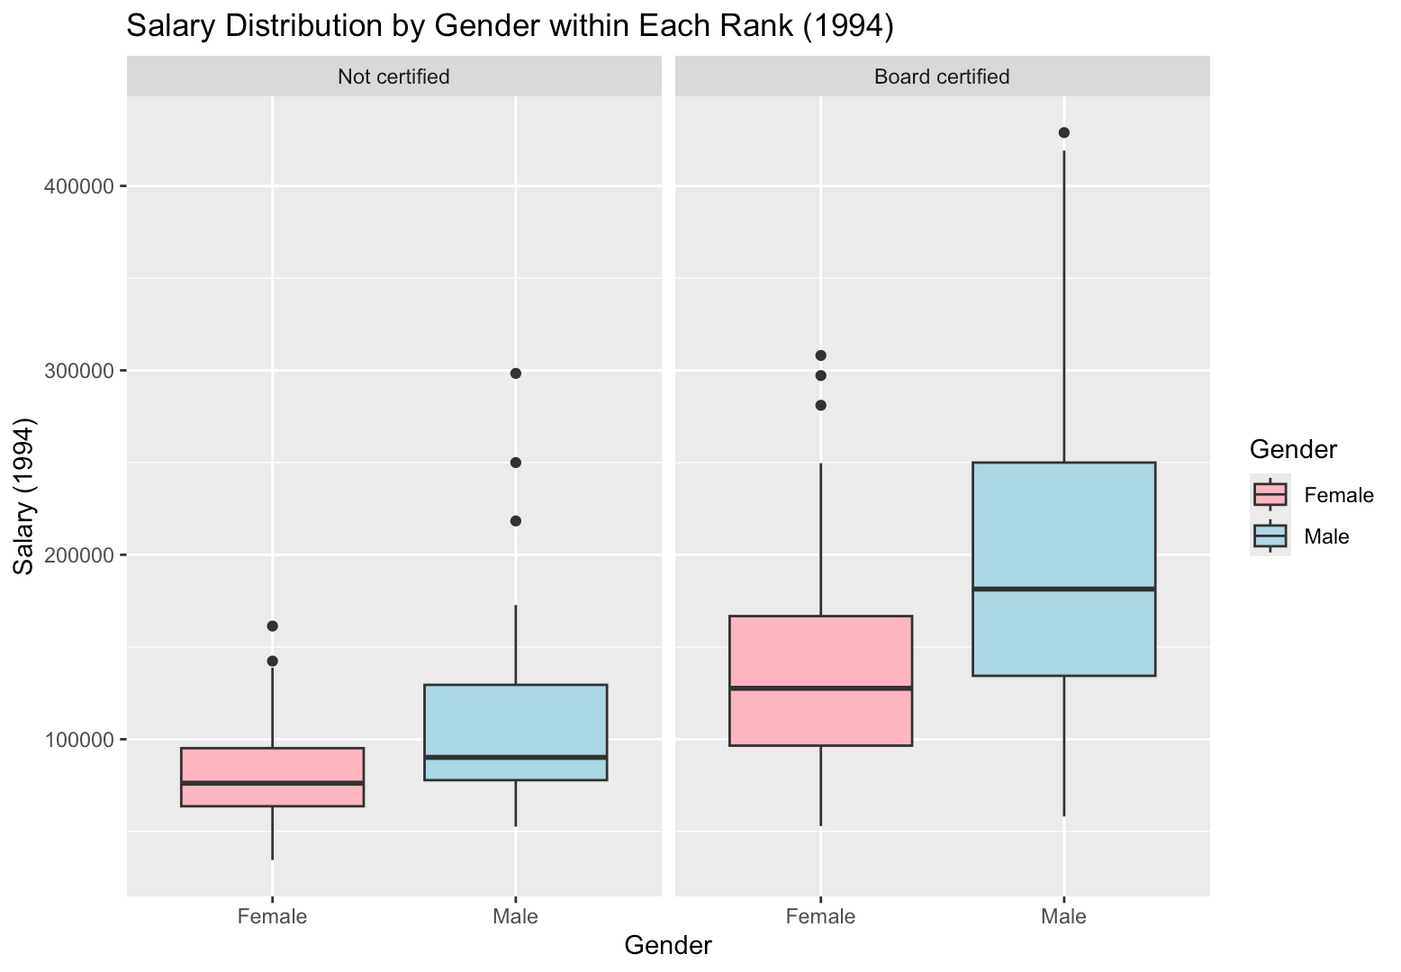 Salary Distribution by Gender within Each Rank (1994)
Not certified
Board certified
400000
300000
200000
100000
Salary (1994)
Female
Male
Female
Male
Gender
Gender
Female
Male